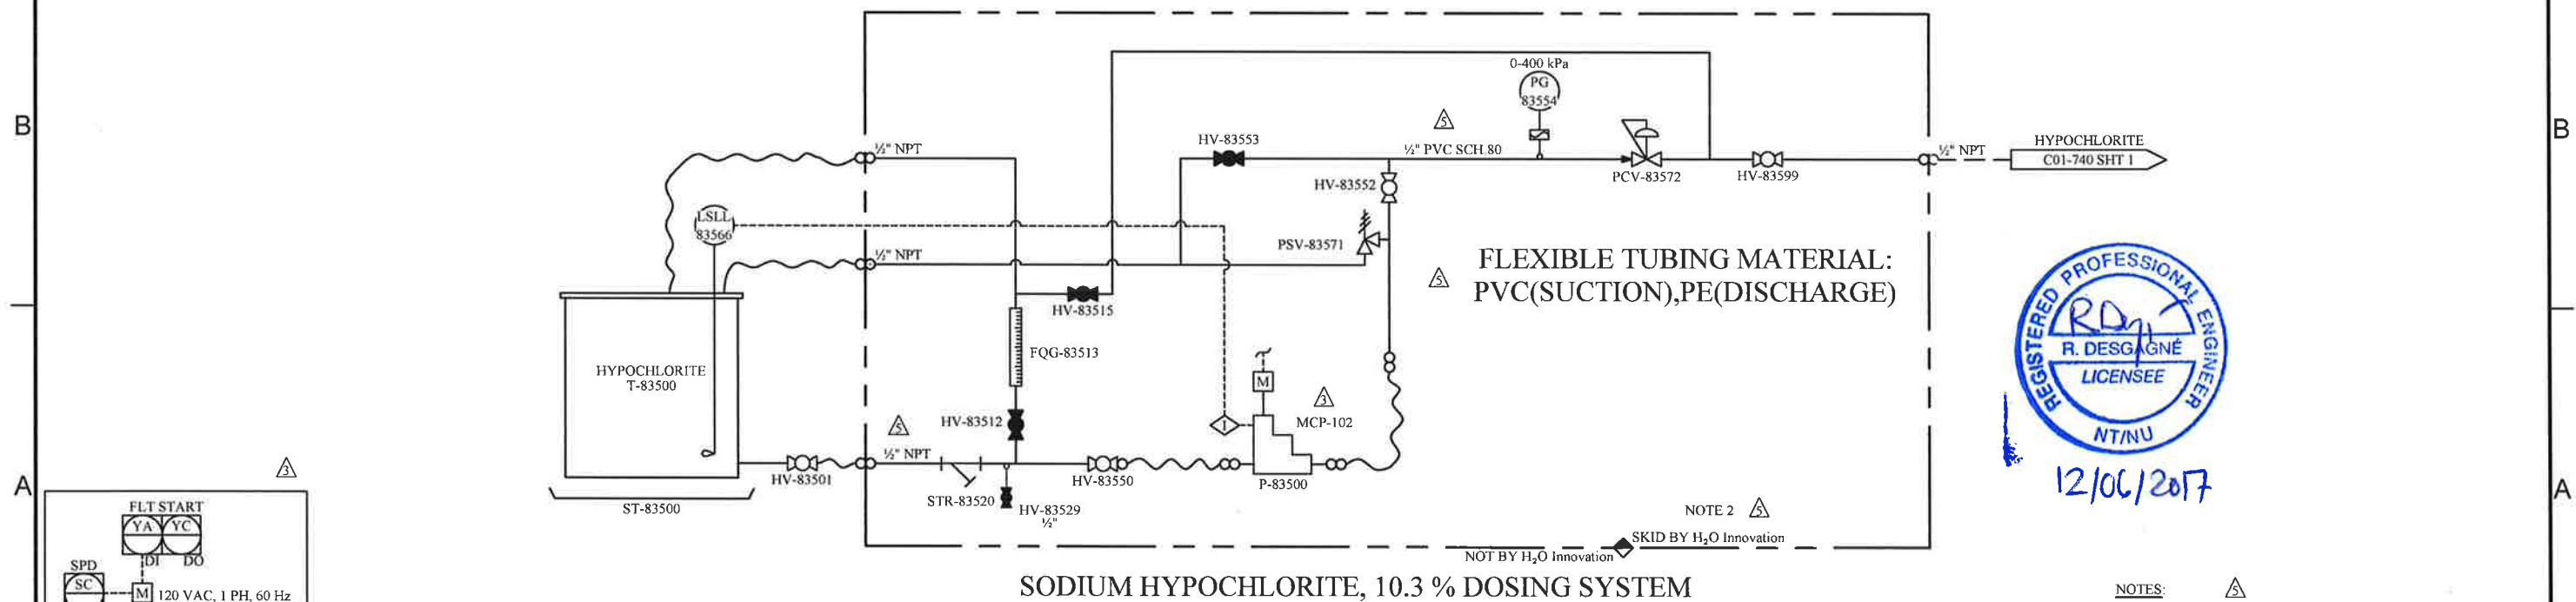 B
B
0-400 kPa
PG
83554
5
HV-83553
½" PVC SCH.80
½" NPT
HYPOCHLORITE
C01-740 SHT 1
½" NPT
PCV-83572
HV-83599
HV-83552
LSLL
83566
PSV-83571
½" NPT
5
FLEXIBLE TUBING MATERIAL:
PVC(SUCTION),PE(DISCHARGE)
HV-83515
FQG-83513
HYPOCHLORITE
T-83500
M
3
MCP-102
I
HV-83512
5
½" NPT
HV-83501
STR-83520
HV-83529
½"
HV-83550
P-83500
ST-83500
REGISTERED PROFESSIONAL ENGINEER
R. DESGAGNÉ
LICENSEE
NT/NU
12/06/2017
A
A
3
FLT START
YA
YC
DI
DO
SPD
SC
M
120 VAC, 1 PH, 60 Hz
NOTE 2
5
SKID BY H₂O Innovation
NOT BY H₂O Innovation
SODIUM HYPOCHLORITE, 10.3 % DOSING SYSTEM
NOTES:
5